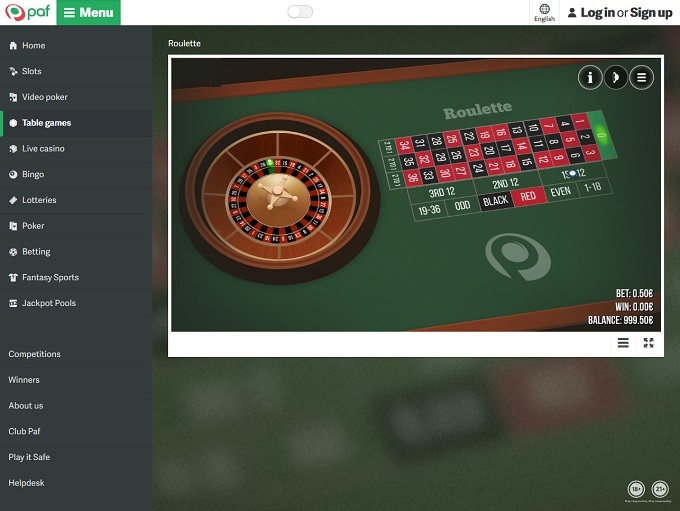 paf
Menu
English
Log in or Sign up
Home
Slots
Video poker
Table games
Live casino
Bingo
Lotteries
Poker
Betting
Fantasy Sports
Jackpot Pools
Competitions
Winners
About us
Club Paf
Play it Safe
Helpdesk
Roulette
Roulette
34 31 28 25 22 19 16 13 10 7 4 1
35 32 29 26 23 20 17 14 11 8 5 2 0
36 33 30 27 24 21 18 15 12 9 6 3
3RD 12 2ND 12
19-36 ODD BLACK RED EVEN 1-18
BET: 0.50€
WIN: 0.00€
BALANCE: 999.50€
18+ 21+